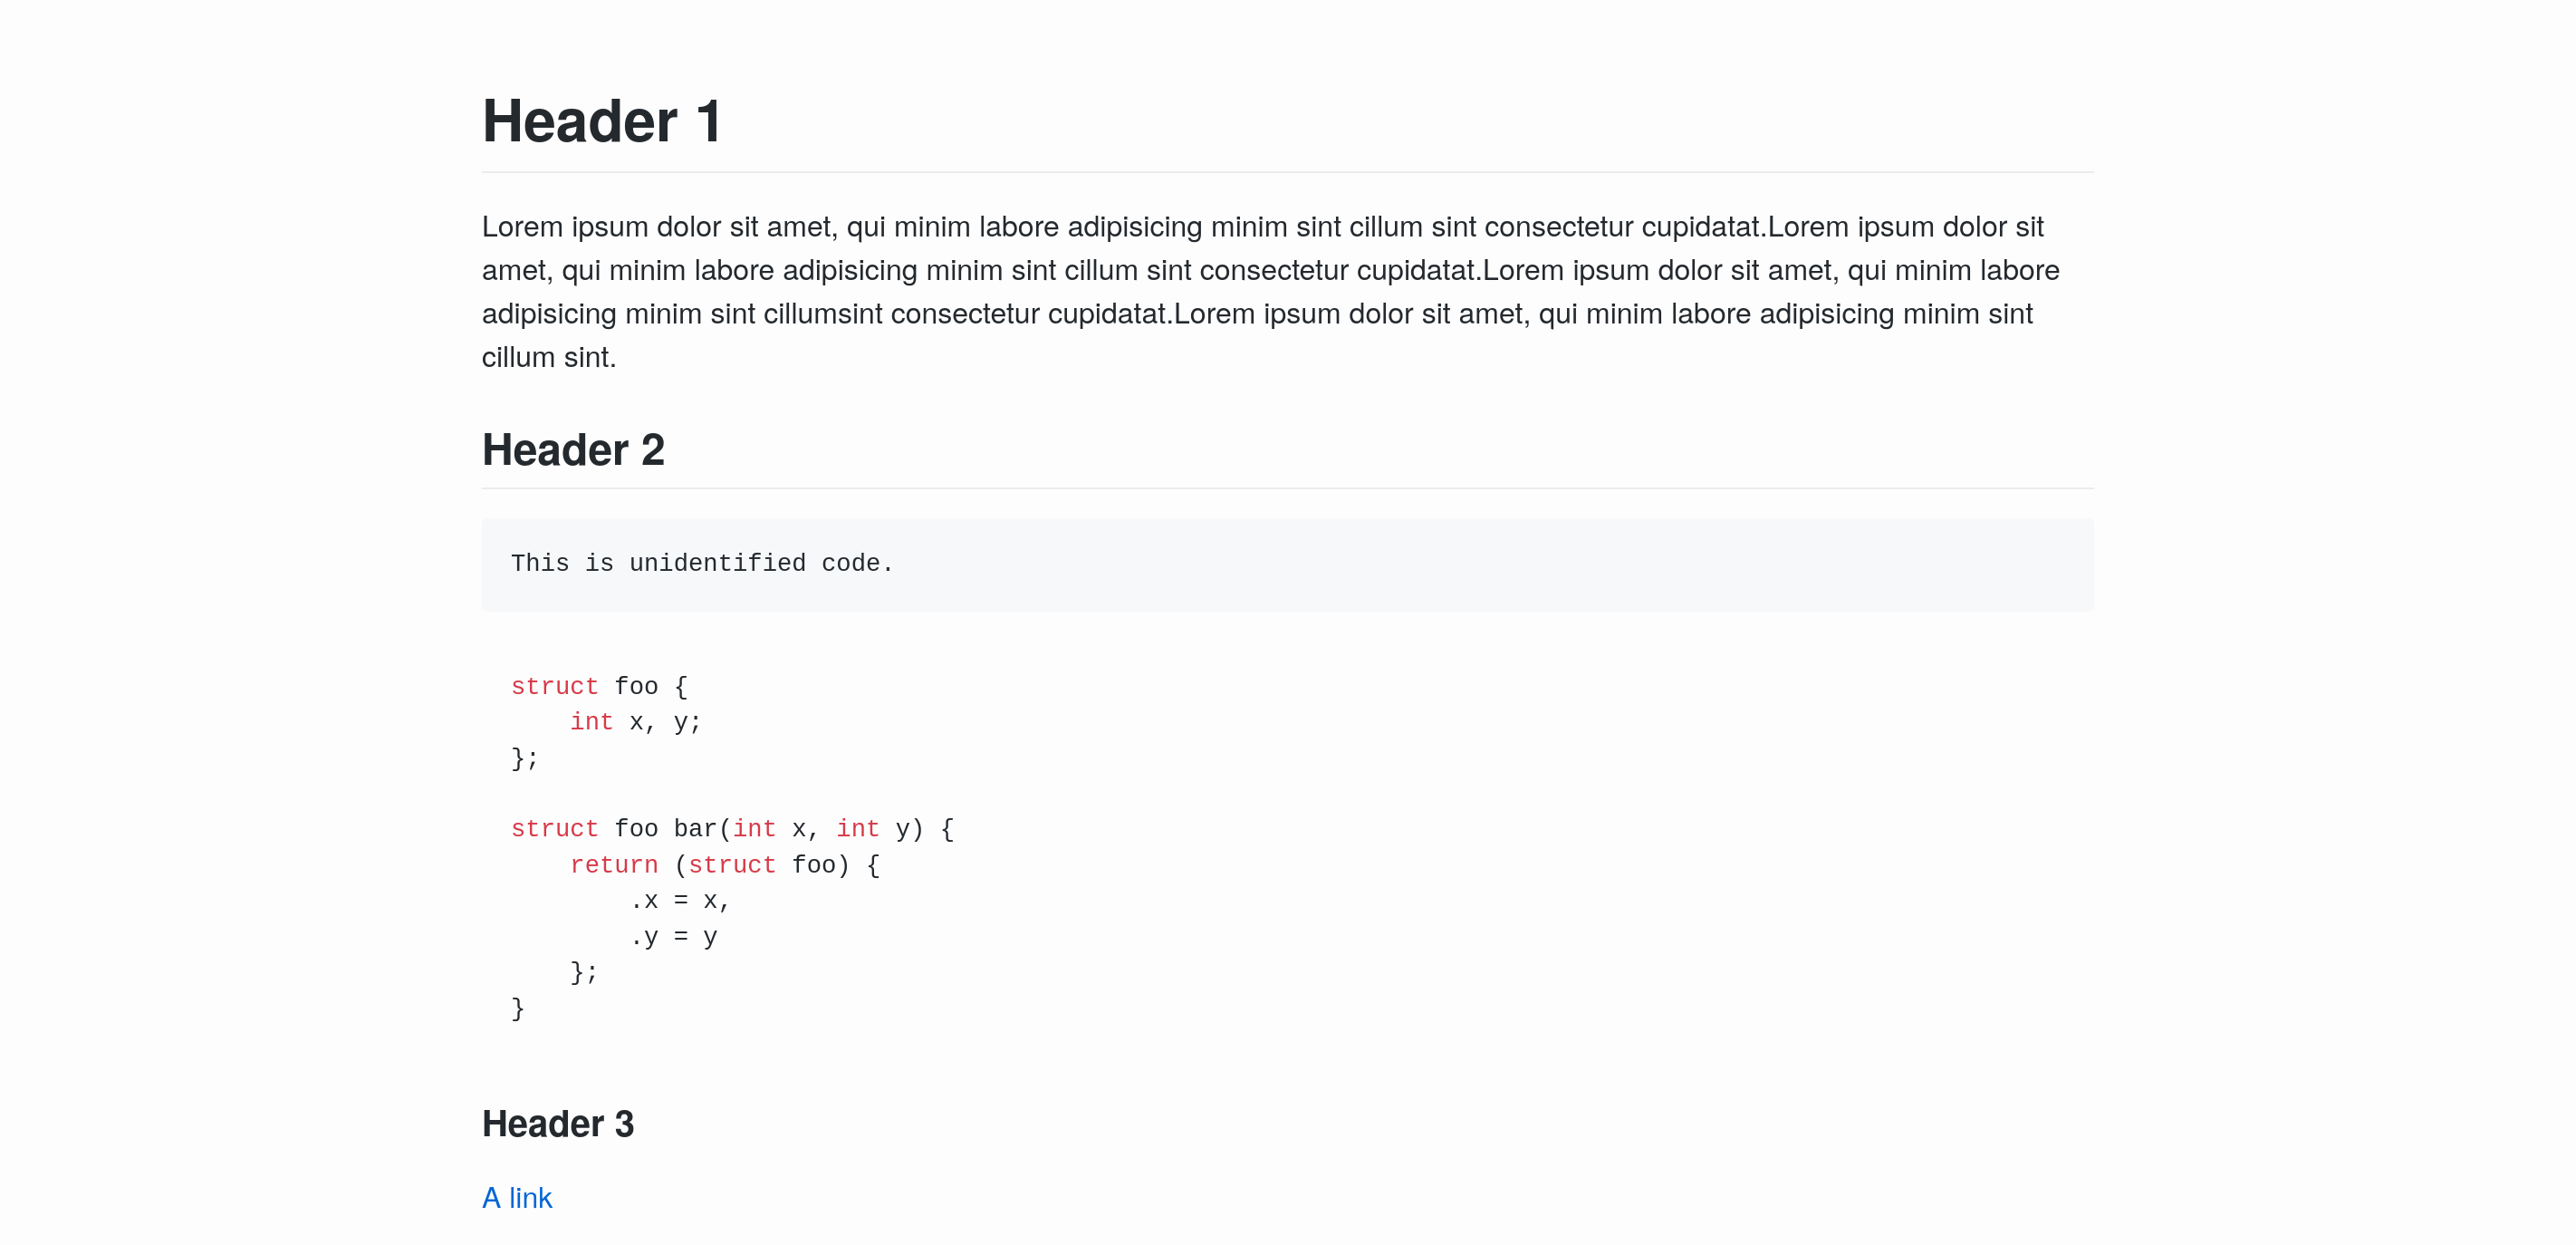 Header 1
Lorem ipsum dolor sit amet, qui minim labore adipisicing minim sint cillum sint consectetur cupidatat.Lorem ipsum dolor sit
amet, qui minim labore adipisicing minim sint cillum sint consectetur cupidatat.Lorem ipsum dolor sit amet, qui minim labore
adipisicing minim sint cillumsint consectetur cupidatat.Lorem ipsum dolor sit amet, qui minim labore adipisicing minim sint
cillum sint.
Header 2
This is unidentified code.
struct foo {
    int x, y;
};
struct foo bar(int x, int y) {
    return (struct foo) {
        .x = x,
        .y = y
    };
}
Header 3
A link